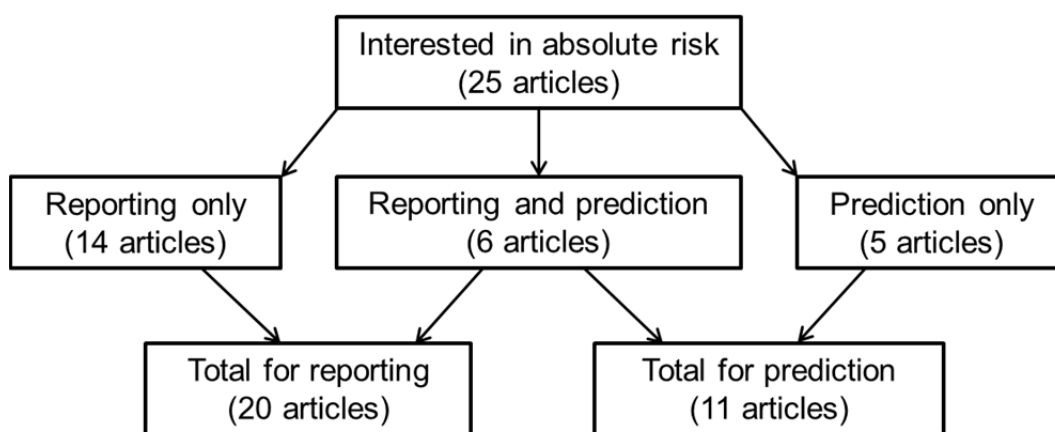 Interested in absolute risk
(25 articles)
Reporting only
(14 articles)
Reporting and prediction
(6 articles)
Prediction only
(5 articles)
Total for reporting
(20 articles)
Total for prediction
(11 articles)